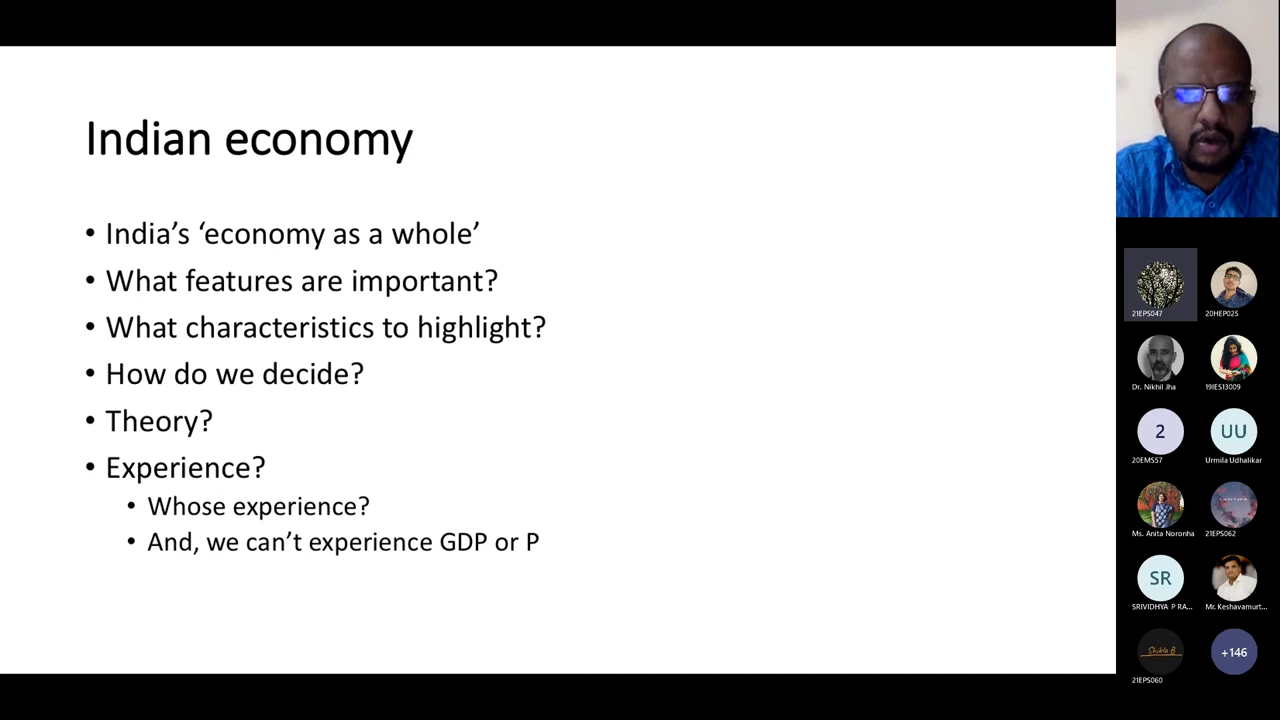 Indian economy
• India's 'economy as a whole'
• What features are important?
• What characteristics to highlight?
• How do we decide?
• Theory?
• Experience?
• Whose experience?
• And, we can't experience GDP or P
21EPS047
20HEP025
Dr. Nikhil Jha
19IES13009
2
20EMS57
UU
Urmila Udhalikar
Ms. Anita Noronha
21EPS062
SR
SRIVIDHYA P RA...
Mr. Keshavamurt...
Shibla B
21EPS060
+146